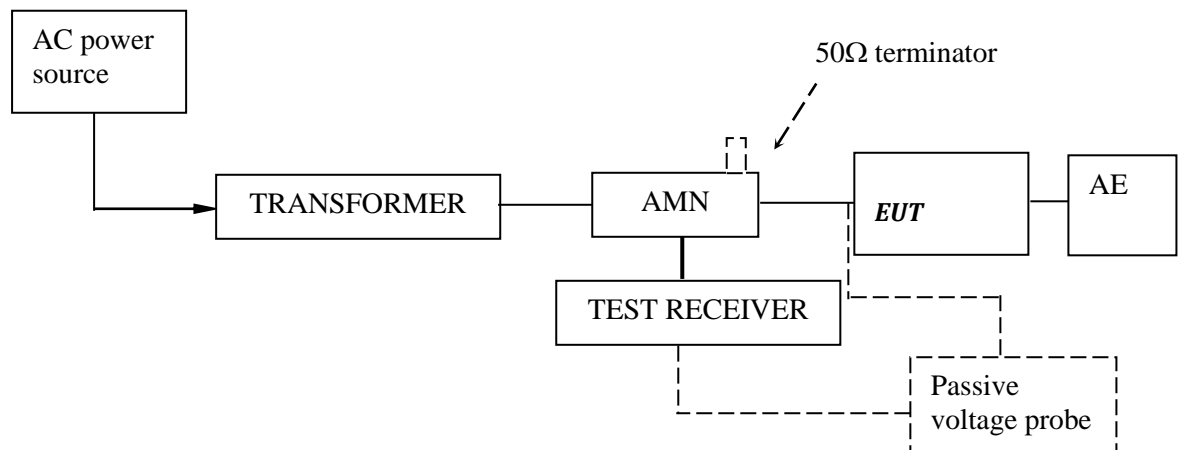 AC power
source
50Ω terminator
TRANSFORMER
AMN
EUT
AE
TEST RECEIVER
Passive
voltage probe